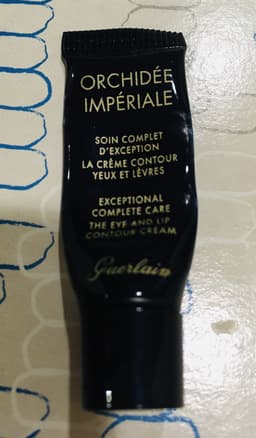 ORCHIDÉE
IMPÉRIALE
SOIN COMPLET
D'EXCEPTION
LA CRÈME CONTOUR
YEUX ET LÈVRES
EXCEPTIONAL
COMPLETE CARE
THE EYE AND LIP
CONTOUR CREAM
Guerlain